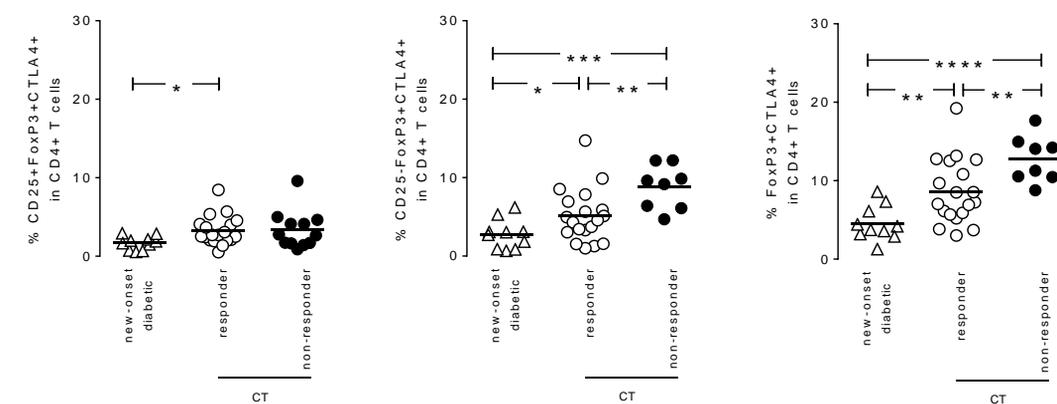 % CD25+FoxP3+CTLA4+
in CD4+ T cells
30
20
10
0
*
new-onset
diabetic
responder
non-responder
CT
% CD25-FoxP3+CTLA4+
in CD4+ T cells
30
20
10
0
***
*
**
new-onset
diabetic
responder
non-responder
CT
% FoxP3+CTLA4+
in CD4+ T cells
30
20
10
0
****
**
**
new-onset
diabetic
responder
non-responder
CT